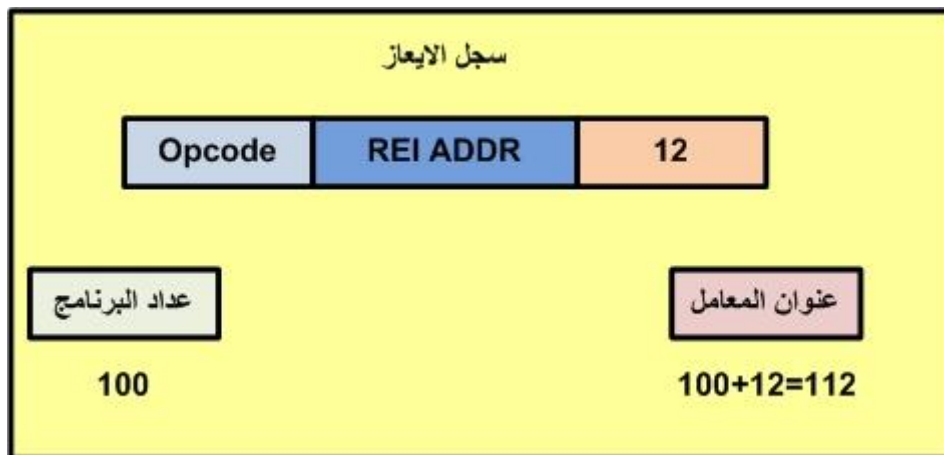 سجل الايعاز
Opcode REI ADDR 12
عداد البرنامج
عنوان المعامل
100
100+12=112